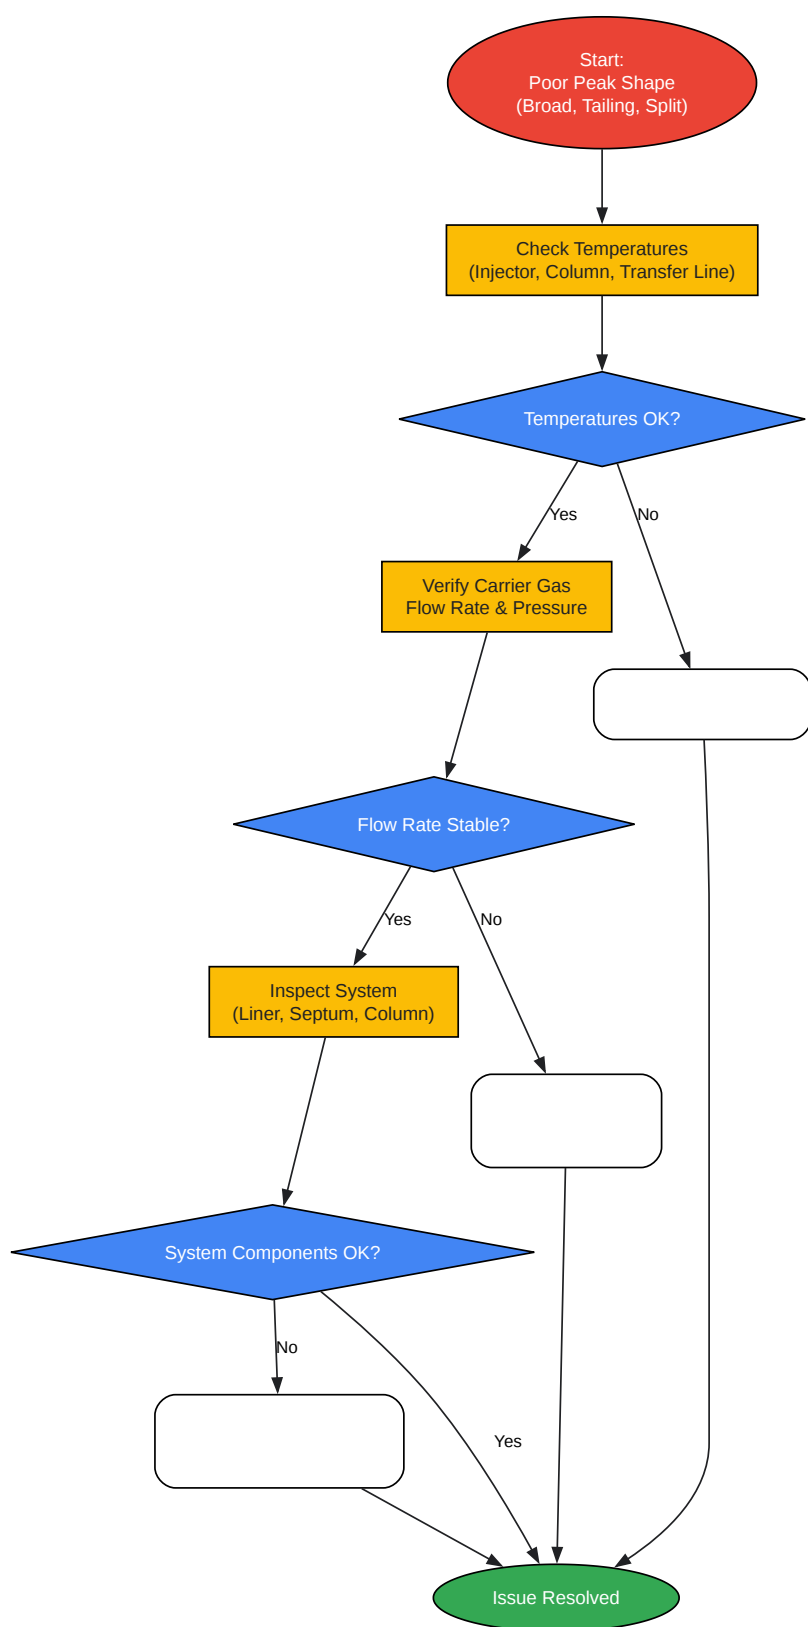 Start:
Poor Peak Shape
(Broad, Tailing, Split)
Check Temperatures
(Injector, Column, Transfer Line)
Temperatures OK?
Yes
No
Verify Carrier Gas
Flow Rate & Pressure
Flow Rate Stable?
Yes
No
Inspect System
(Liner, Septum, Column)
System Components OK?
No
Yes
Issue Resolved